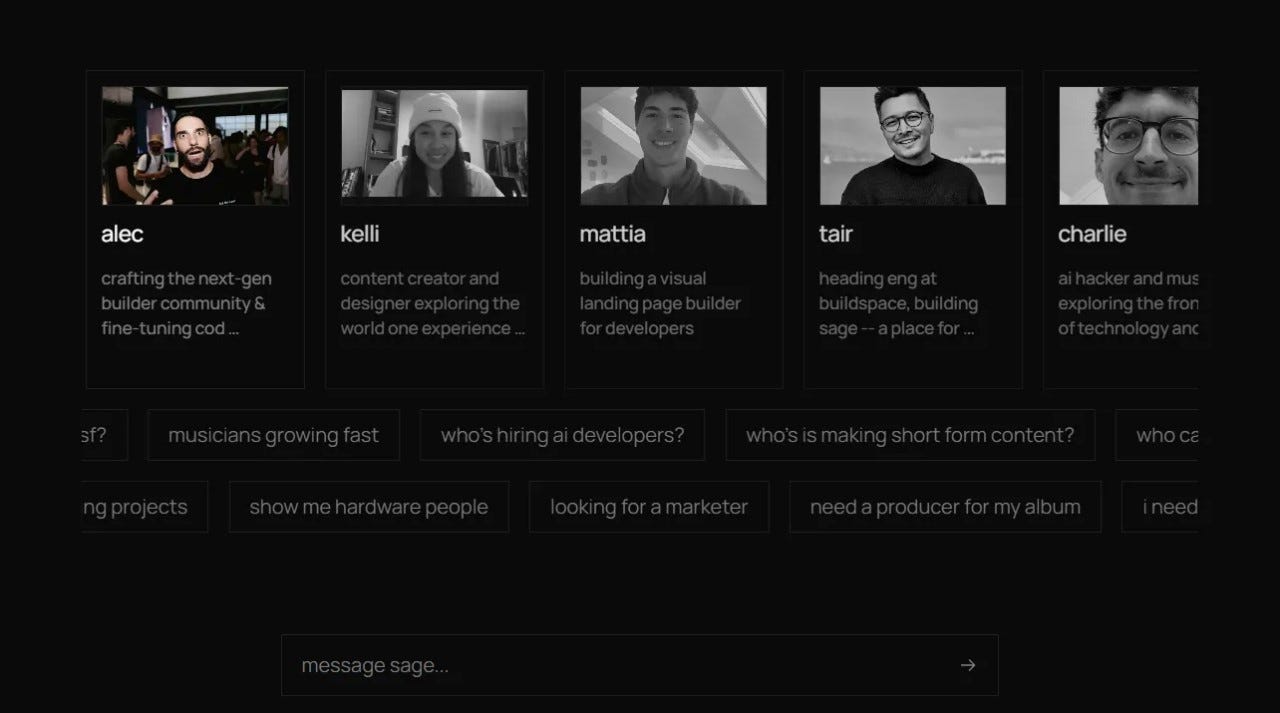 alec
crafting the next-gen
builder community &
fine-tuning cod ...
kelli
content creator and
designer exploring the
world one experience ...
mattia
building a visual
landing page builder
for developers
tair
heading eng at
buildspace, building
sage -- a place for ...
charlie
ai hacker and mus
exploring the fron
of technology and
sf?
musicians growing fast
who's hiring ai developers?
who's is making short form content?
who ca
ng projects
show me hardware people
looking for a marketer
need a producer for my album
i need
message sage...
→